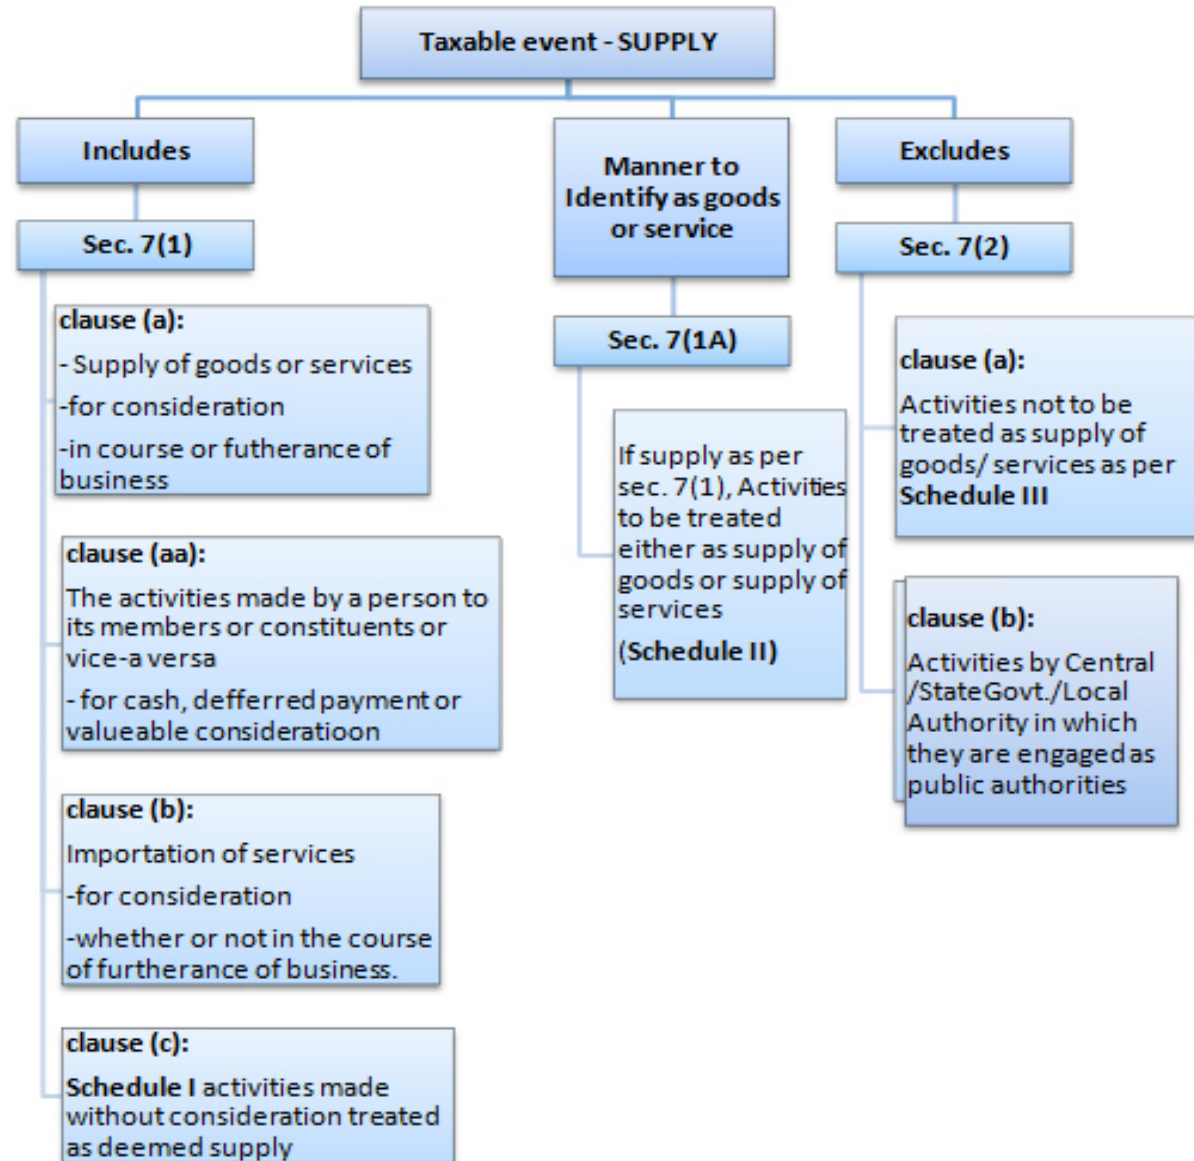 Taxable event - SUPPLY
Includes
Sec. 7(1)
clause (a):
- Supply of goods or services
-for consideration
-in course or futherance of
business
clause (aa):
The activities made by a person to
its members or constituents or
vice-a versa
- for cash, defferred payment or
valueable consideratioon
clause (b):
Importation of services
-for consideration
-whether or not in the course
of furtherance of business.
clause (c):
Schedule I activities made
without consideration treated
as deemed supply
Manner to
Identify as goods
or service
Sec. 7(1A)
If supply as per
sec. 7(1), Activities
to be treated
either as supply of
goods or supply of
services
(Schedule II)
Excludes
Sec. 7(2)
clause (a):
Activities not to be
treated as supply of
goods/ services as per
Schedule III
clause (b):
Activities by Central
/StateGovt./Local
Authority in which
they are engaged as
public authorities